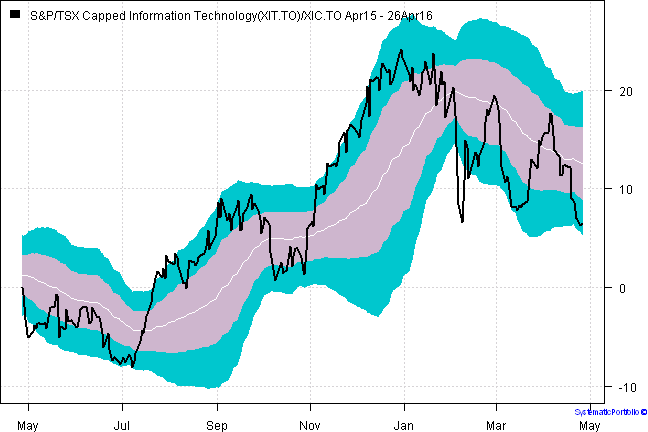 S&P/TSX Capped Information Technology(XIT.TO)/XIC.TO Apr15 - 26Apr16
20
10
0
-10
May Jul Sep Nov Jan Mar May
SystematicPortfolio ©